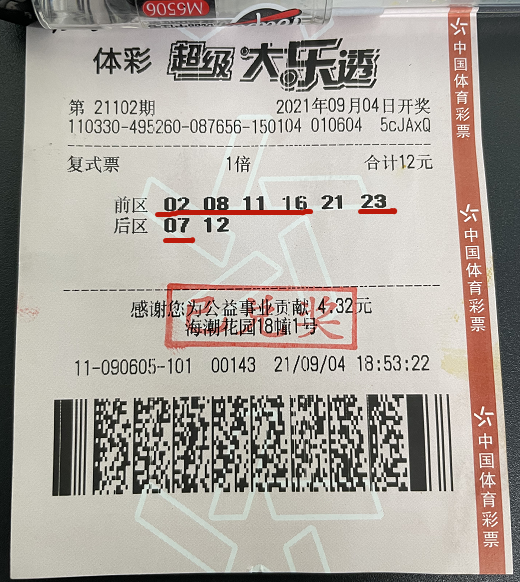 M5506
体彩 超级大乐透
第 21102期 2021年09月04日开奖
110330-495260-087656-150104 010604 5cJAxQ
复式票 1倍 合计12元
前区 02 08 11 16 21 23
后区 07 12
感谢您为公益事业贡献 4.32元
海潮花园18幢1号
已兑奖
11-090605-101 00143 21/09/04 18:53:22
中国体育彩票
中国体育彩票
中国体育彩票